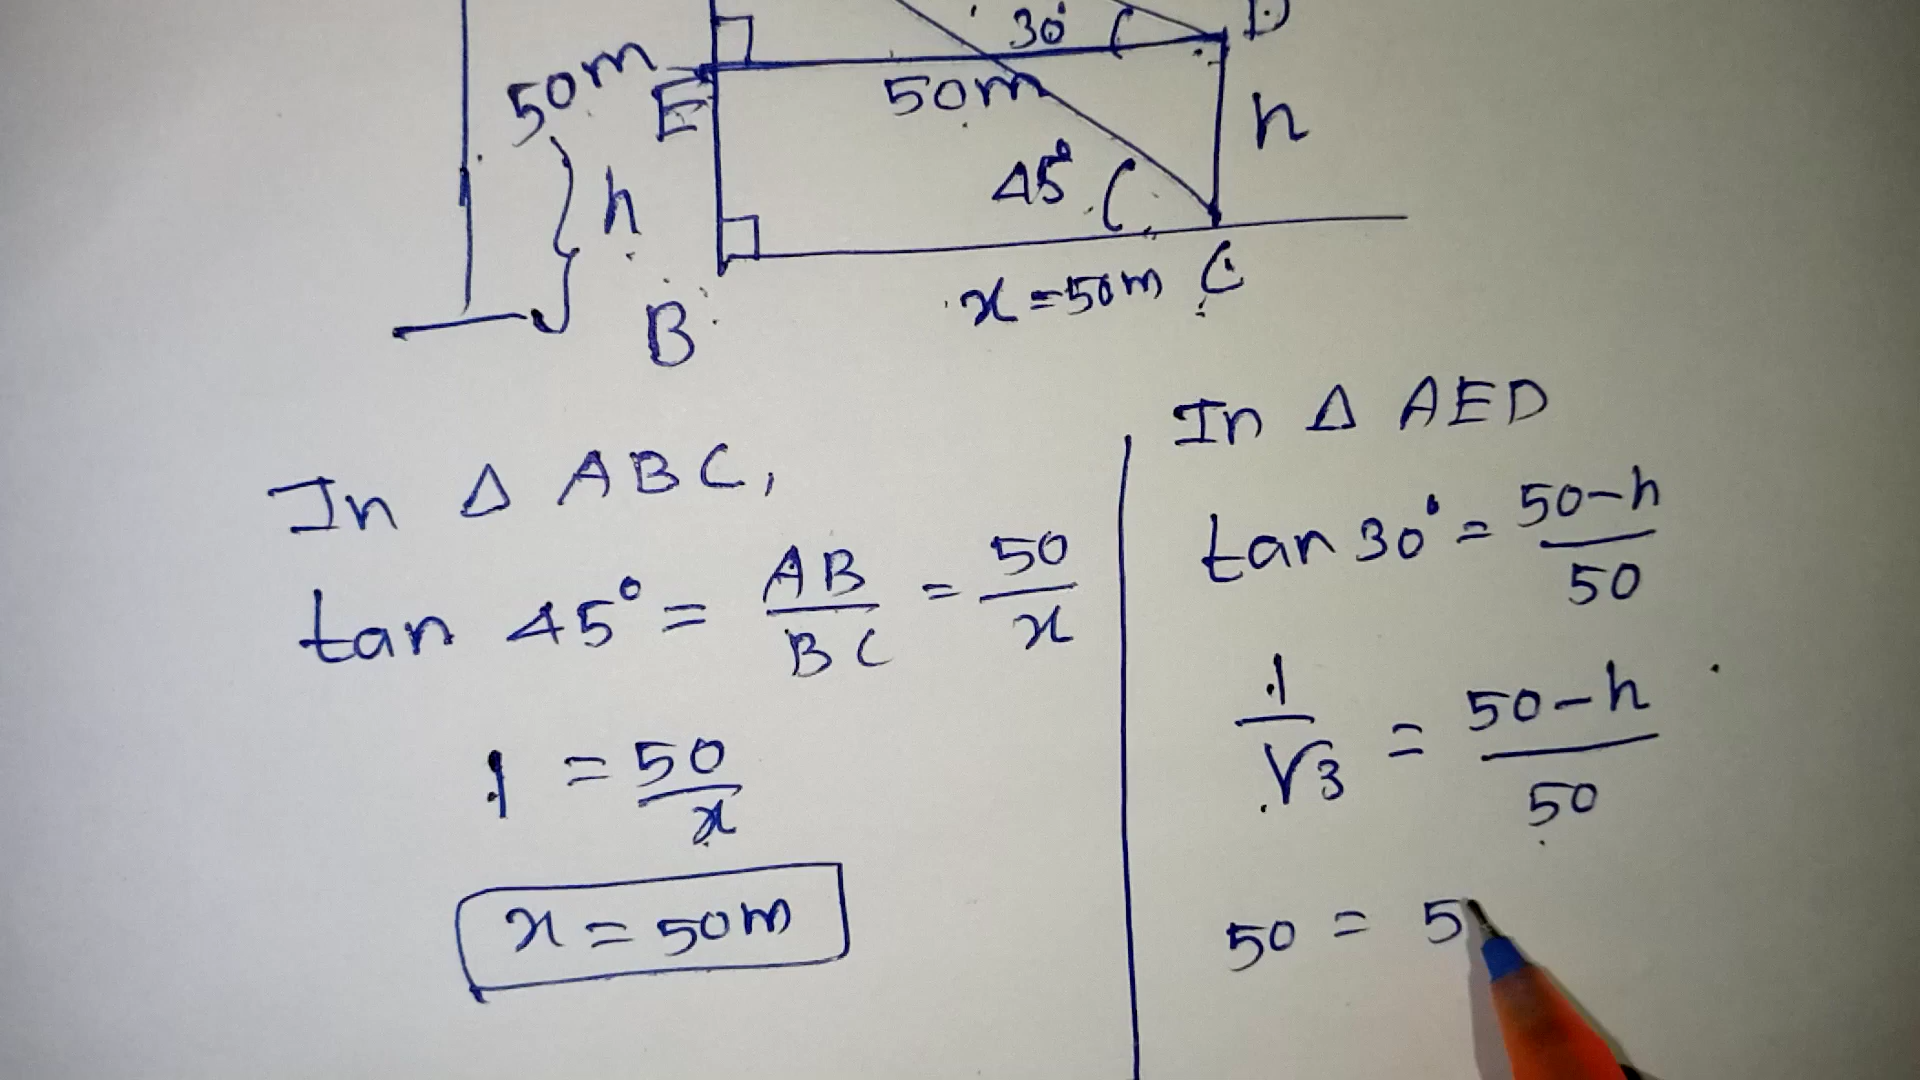 30° D
50m E 50m h
h 45°
B x=50m C
In Δ ABC,
tan 45° = AB/BC = 50/x
1 = 50/x
x = 50m
In Δ AED
tan 30° = 50-h/50
1/√3 = 50-h/50
50 = 5